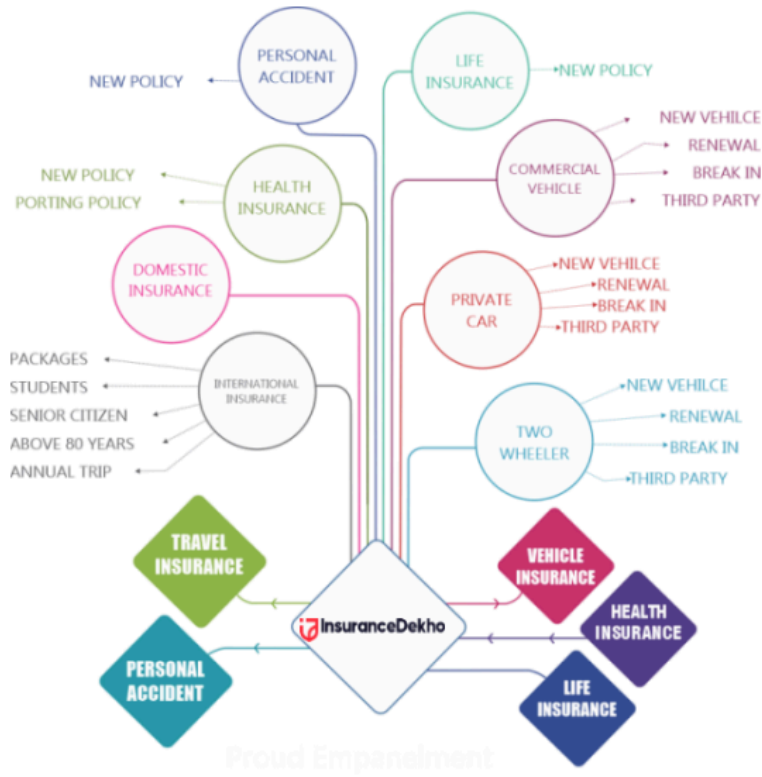 PERSONAL
ACCIDENT
NEW POLICY
LIFE
INSURANCE
NEW POLICY
HEALTH
INSURANCE
NEW POLICY
PORTING POLICY
COMMERCIAL
VEHICLE
NEW VEHILCE
RENEWAL
BREAK IN
THIRD PARTY
DOMESTIC
INSURANCE
PRIVATE
CAR
NEW VEHILCE
RENEWAL
BREAK IN
THIRD PARTY
INTERNATIONAL
INSURANCE
PACKAGES
STUDENTS
SENIOR CITIZEN
ABOVE 80 YEARS
ANNUAL TRIP
TWO
WHEELER
NEW VEHILCE
RENEWAL
BREAK IN
THIRD PARTY
TRAVEL
INSURANCE
VEHICLE
INSURANCE
InsuranceDekho
HEALTH
INSURANCE
PERSONAL
ACCIDENT
LIFE
INSURANCE
Proud Empanelment